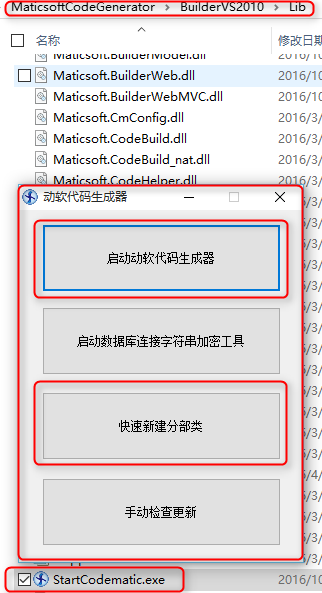 MaticsoftCodeGenerator > BuilderVS2010 > Lib
名称 修改日期
Maticsoft.BuilderModel.dll 2016/10
Maticsoft.BuilderWeb.dll 2016/10
Maticsoft.BuilderWebMVC.dll 2016/10
Maticsoft.CmConfig.dll 2016/3/
Maticsoft.CodeBuild.dll 2016/3/
Maticsoft.CodeBuild_nat.dll 2016/3/
Maticsoft.CodeHelper.dll 2016/10
动软代码生成器
启动动软代码生成器
启动数据库连接字符串加密工具
快速新建分部类
手动检查更新
StartCodematic.exe 2016/10